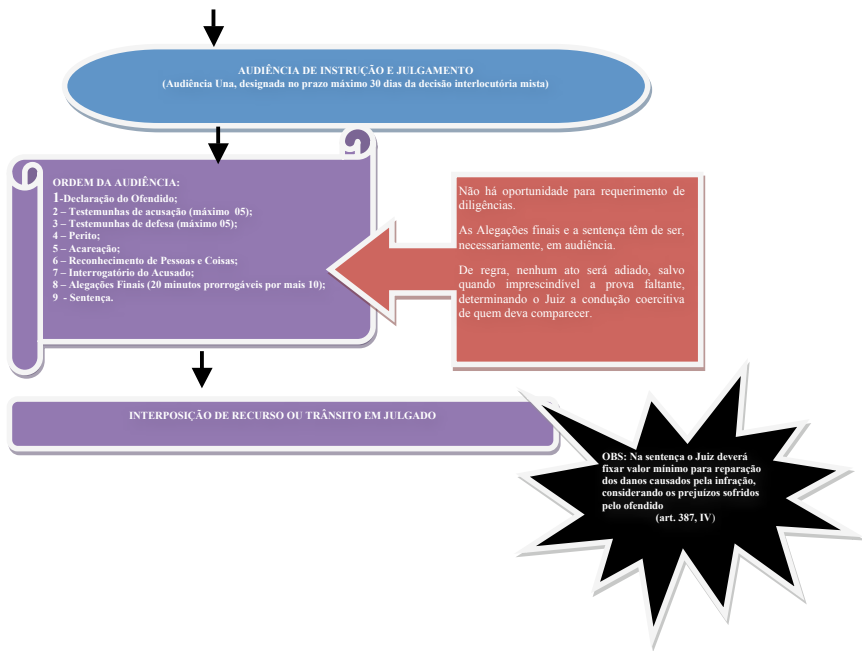 AUDIÊNCIA DE INSTRUÇÃO E JULGAMENTO
(Audiência Una, designada no prazo máximo 30 dias da decisão interlocutória mista)
ORDEM DA AUDIÊNCIA:
1-Declaração do Ofendido;
2 – Testemunhas de acusação (máximo 05);
3 – Testemunhas de defesa (máximo 05);
4 – Perito;
5 – Acareação;
6 – Reconhecimento de Pessoas e Coisas;
7 – Interrogatório do Acusado;
8 – Alegações Finais (20 minutos prorrogáveis por mais 10);
9 - Sentença.
Não há oportunidade para requerimento de
diligências.
As Alegações finais e a sentença têm de ser,
necessariamente, em audiência.
De regra, nenhum ato será adiado, salvo
quando imprescindível a prova faltante,
determinando o Juiz a condução coercitiva
de quem deva comparecer.
INTERPOSIÇÃO DE RECURSO OU TRÂNSITO EM JULGADO
OBS: Na sentença o Juiz deverá
fixar valor mínimo para reparação
dos danos causados pela infração,
considerando os prejuízos sofridos
pelo ofendido
(art. 387, IV)